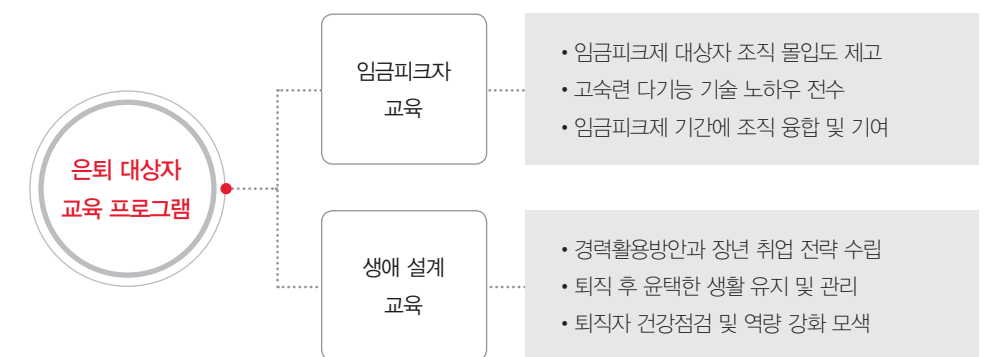 은퇴 대상자
교육 프로그램
임금피크자
교육
• 임금피크제 대상자 조직 몰입도 제고
• 고숙련 다기능 기술 노하우 전수
• 임금피크제 기간에 조직 융합 및 기여
생애 설계
교육
• 경력활용방안과 장년 취업 전략 수립
• 퇴직 후 윤택한 생활 유지 및 관리
• 퇴직자 건강점검 및 역량 강화 모색